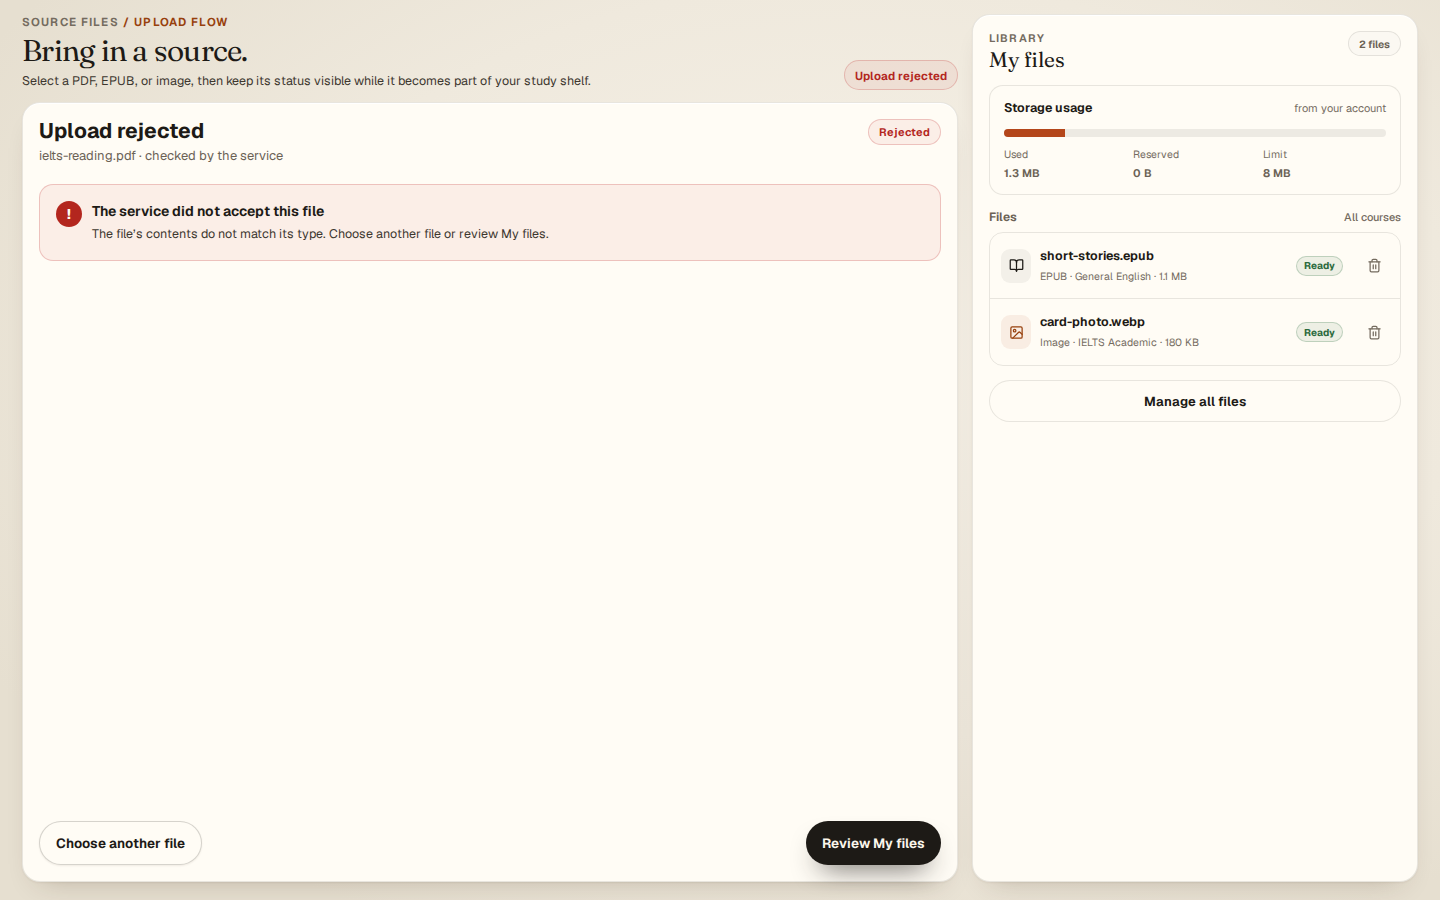 SOURCE FILES / UPLOAD FLOW
Bring in a source.
Select a PDF, EPUB, or image, then keep its status visible while it becomes part of your study shelf.
Upload rejected
Upload rejected
Rejected
ielts-reading.pdf · checked by the service
!
The service did not accept this file
The file's contents do not match its type. Choose another file or review My files.
Choose another file
Review My files
LIBRARY
My files
2 files
Storage usage
from your account
Used
Reserved
Limit
1.3 MB
0 B
8 MB
Files
All courses
short-stories.epub
EPUB · General English · 1.1 MB
Ready
card-photo.webp
Image · IELTS Academic · 180 KB
Ready
Manage all files